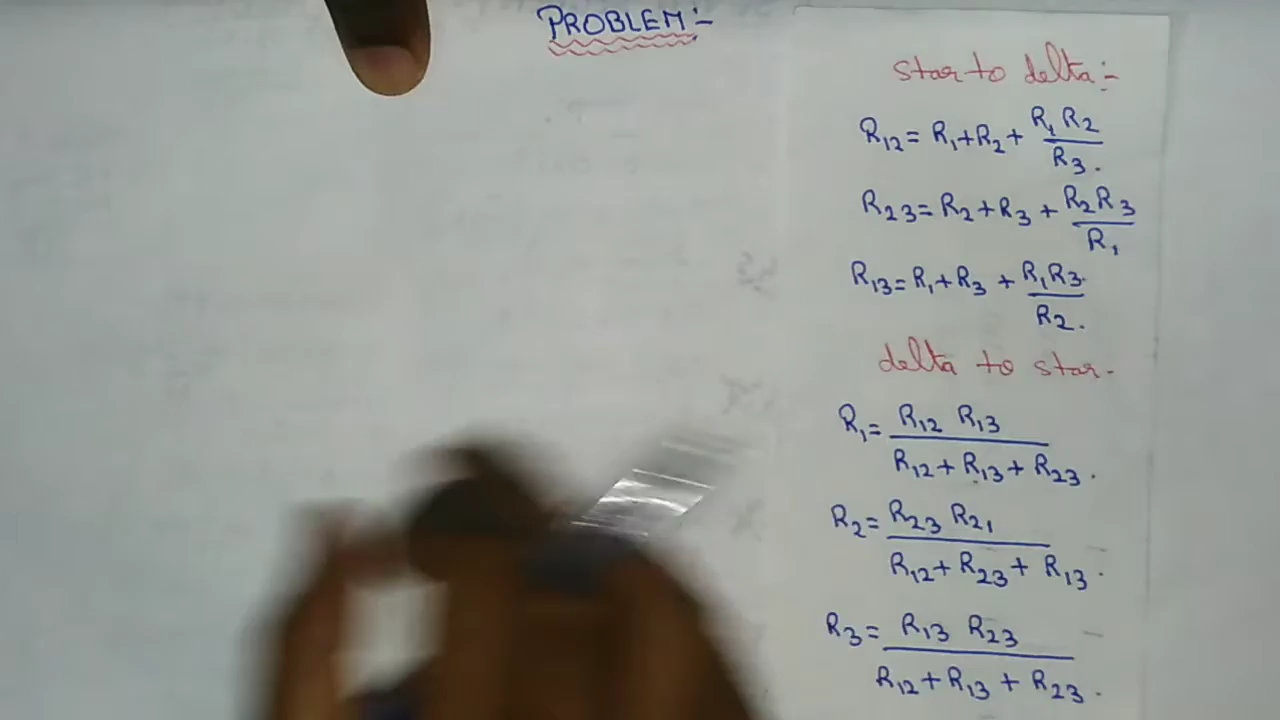 PROBLEM:-
star to delta:-
R12 = R1+R2 + R1 R2 / R3.
R23 = R2+R3 + R2R3 / R1
R13 = R1+R3 + R1R3 / R2.
delta to star-
R1 = R12 R13 / R12 + R13 + R23.
R2 = R23 R21 / R12 + R23 + R13.
R3 = R13 R23 / R12 + R13 + R23.